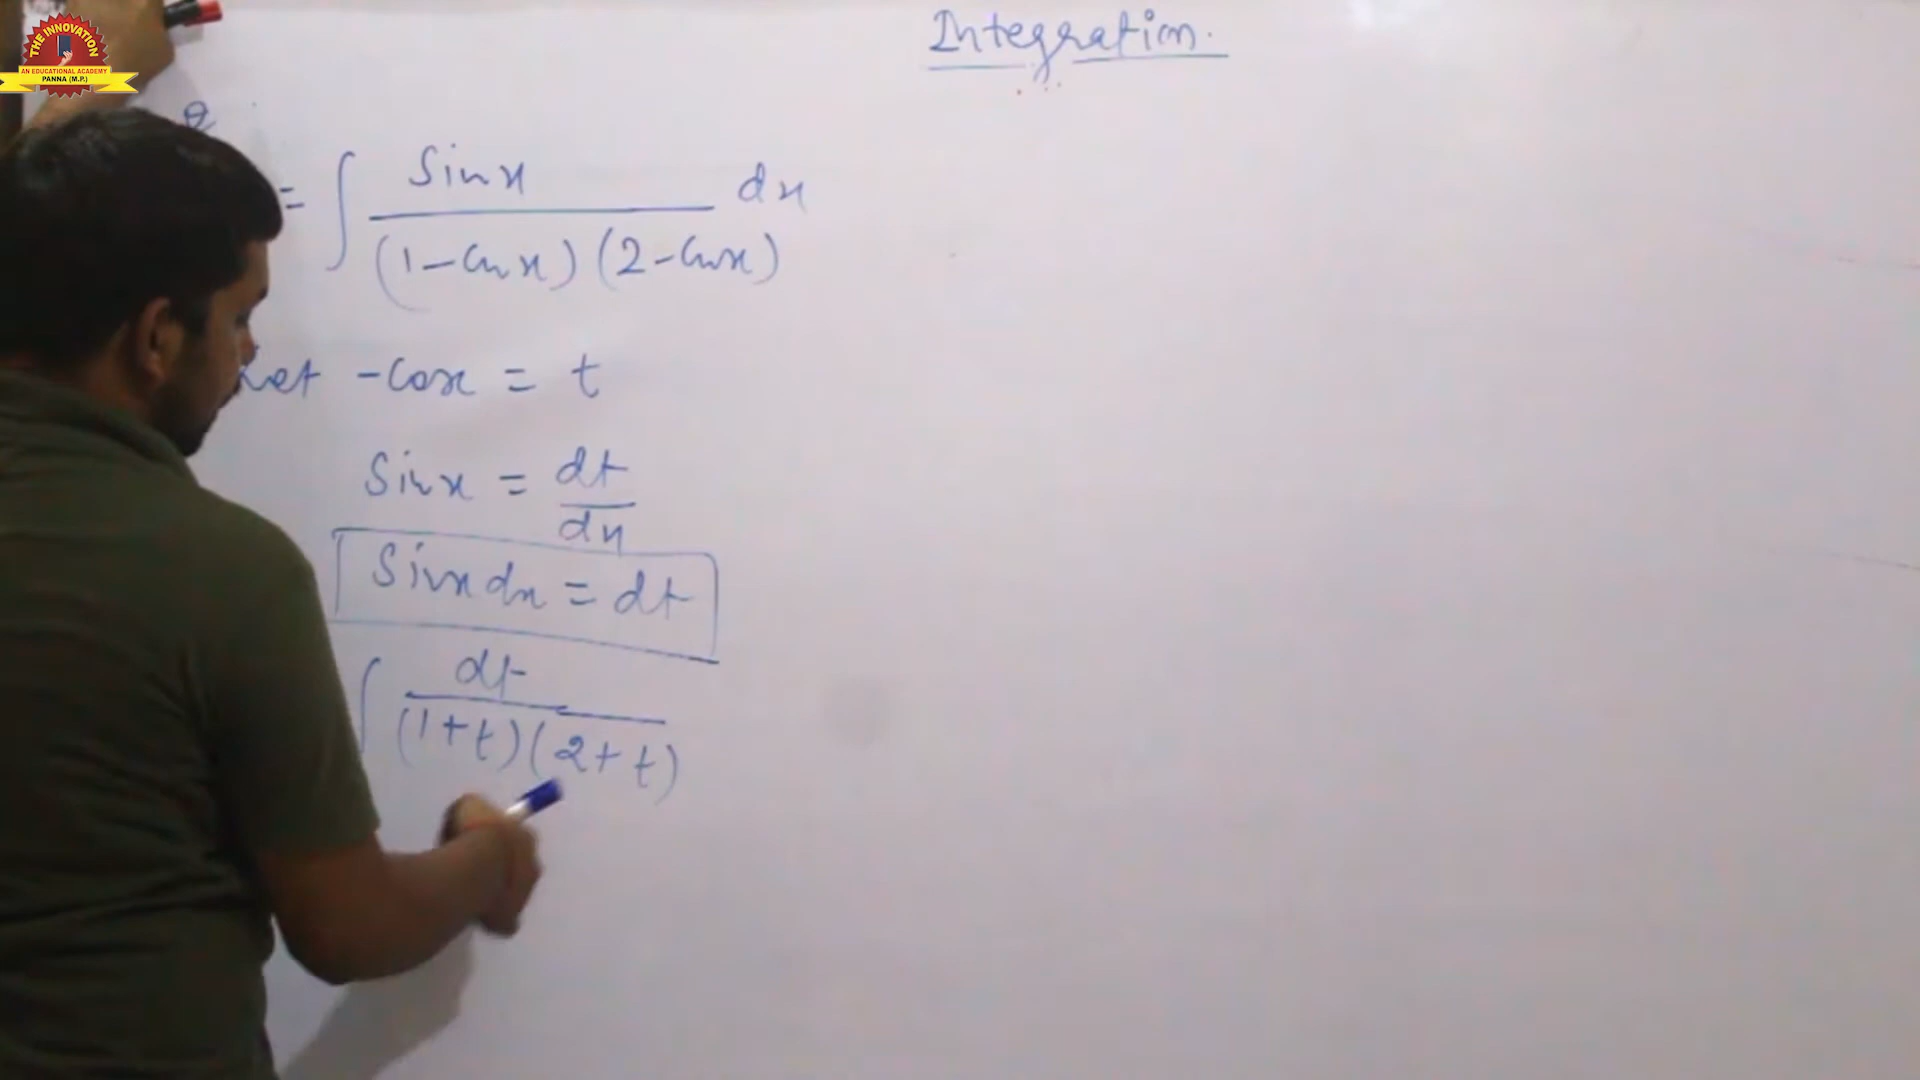 THE INNOVATION
AN EDUCATIONAL ACADEMY
PANNA (M.P.)
Integration.
Q
= ∫ Sinx / (1-Cosx) (2-Cosx) dx
Let -Cosx = t
Sinx = dt/dx
Sinx dx = dt
∫ dt / (1+t)(2+t)